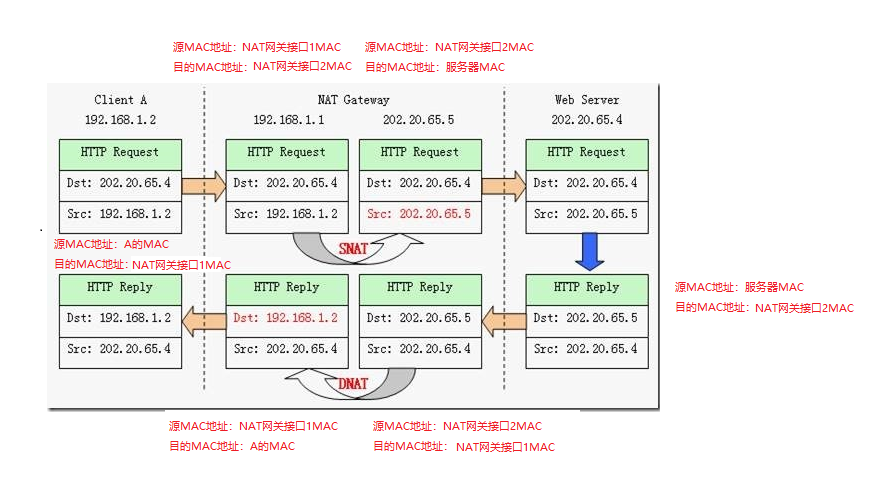 源MAC地址：NAT网关接口1MAC 源MAC地址：NAT网关接口2MAC
目的MAC地址：NAT网关接口2MAC 目的MAC地址：服务器MAC
Client A NAT Gateway Web Server
192.168.1.2 192.168.1.1 202.20.65.5 202.20.65.4
HTTP Request HTTP Request HTTP Request HTTP Request
Dst: 202.20.65.4 Dst: 202.20.65.4 Dst: 202.20.65.4 Dst: 202.20.65.4
Src: 192.168.1.2 Src: 192.168.1.2 Src: 202.20.65.5 Src: 202.20.65.5
SNAT
源MAC地址：A的MAC
目的MAC地址：NAT网关接口1MAC
HTTP Reply HTTP Reply HTTP Reply HTTP Reply
源MAC地址：服务器MAC
目的MAC地址：NAT网关接口2MAC
Dst: 192.168.1.2 Dst: 192.168.1.2 Dst: 202.20.65.5 Dst: 202.20.65.5
Src: 202.20.65.4 Src: 202.20.65.4 Src: 202.20.65.4 Src: 202.20.65.4
DNAT
源MAC地址：NAT网关接口1MAC 源MAC地址：NAT网关接口2MAC
目的MAC地址：A的MAC 目的MAC地址：NAT网关接口1MAC